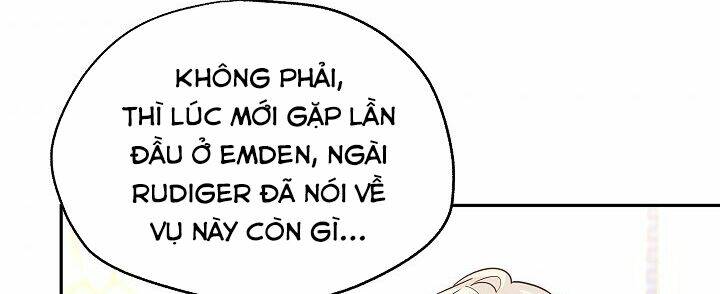 KHÔNG PHẢI,
THÌ LÚC MỚI GẶP LẦN
ĐẦU Ở EMDEN, NGÀI
RUDIGER ĐÃ NÓI VỀ
VỤ NÀY CÒN GÌ...